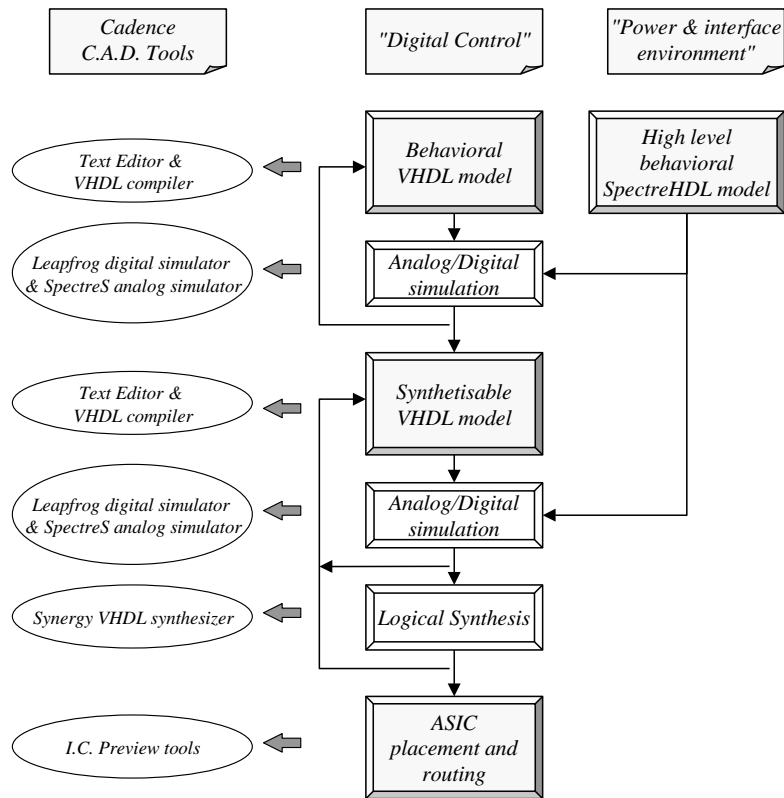 Cadence
C.A.D. Tools
"Digital Control"
"Power & interface
environment"
Text Editor &
VHDL compiler
Behavioral
VHDL model
High level
behavioral
SpectreHDL model
Leapfrog digital simulator
& SpectreS analog simulator
Analog/Digital
simulation
Text Editor &
VHDL compiler
Synthetisable
VHDL model
Leapfrog digital simulator
& SpectreS analog simulator
Analog/Digital
simulation
Synergy VHDL synthesizer
Logical Synthesis
I.C. Preview tools
ASIC
placement and
routing